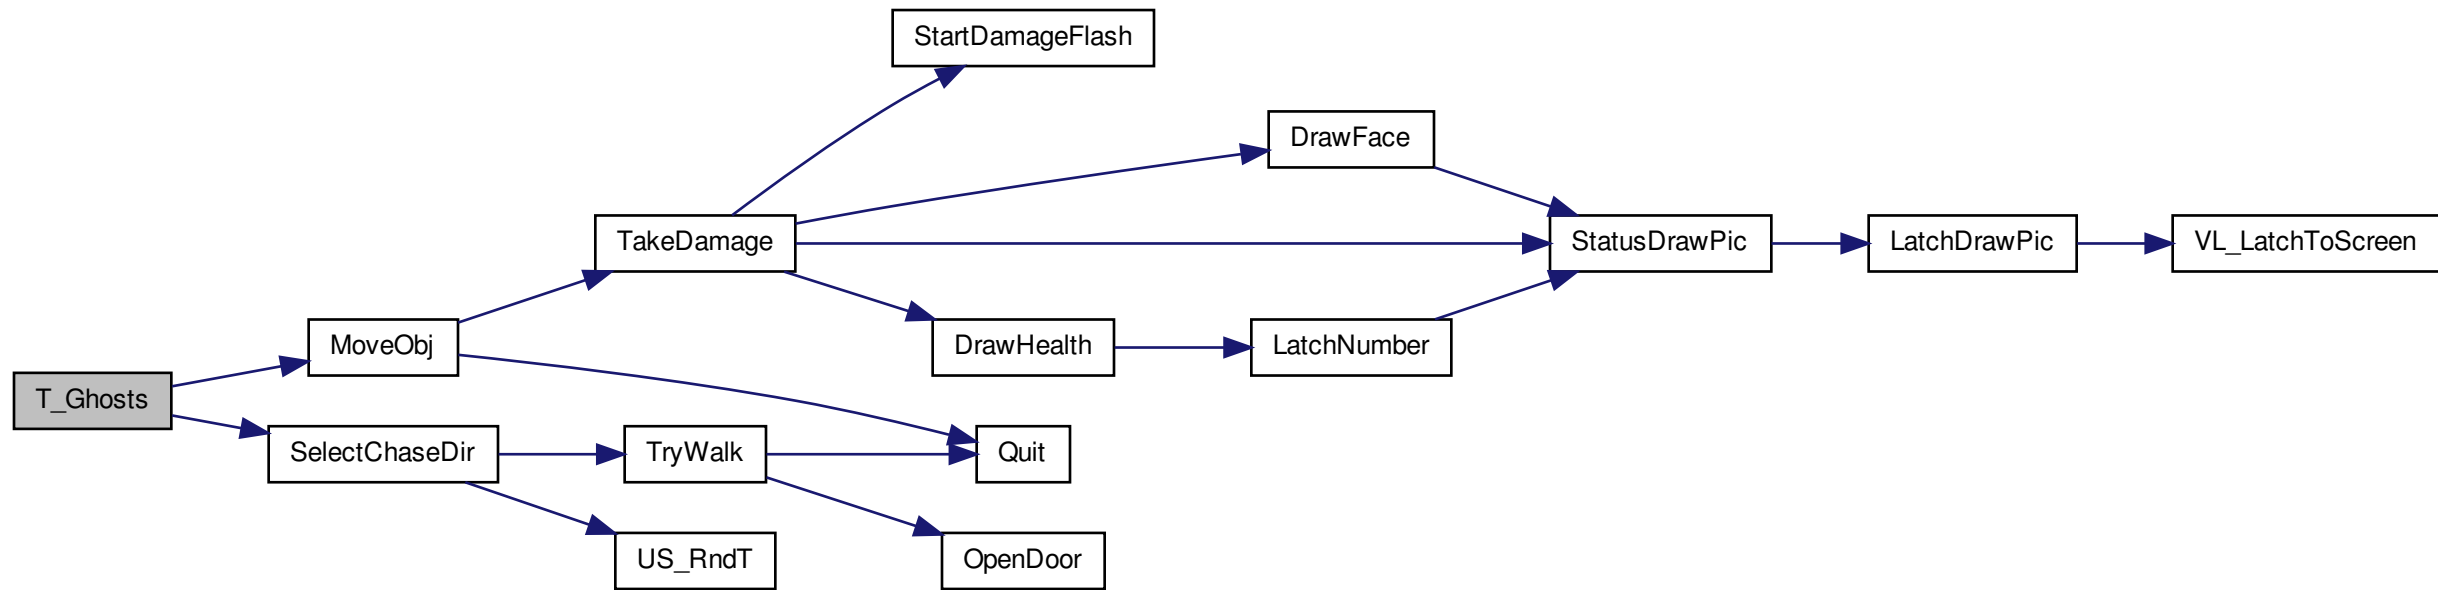 StartDamageFlash
DrawFace
TakeDamage
StatusDrawPic
LatchDrawPic
VL_LatchToScreen
MoveObj
DrawHealth
LatchNumber
T_Ghosts
SelectChaseDir
TryWalk
Quit
US_RndT
OpenDoor